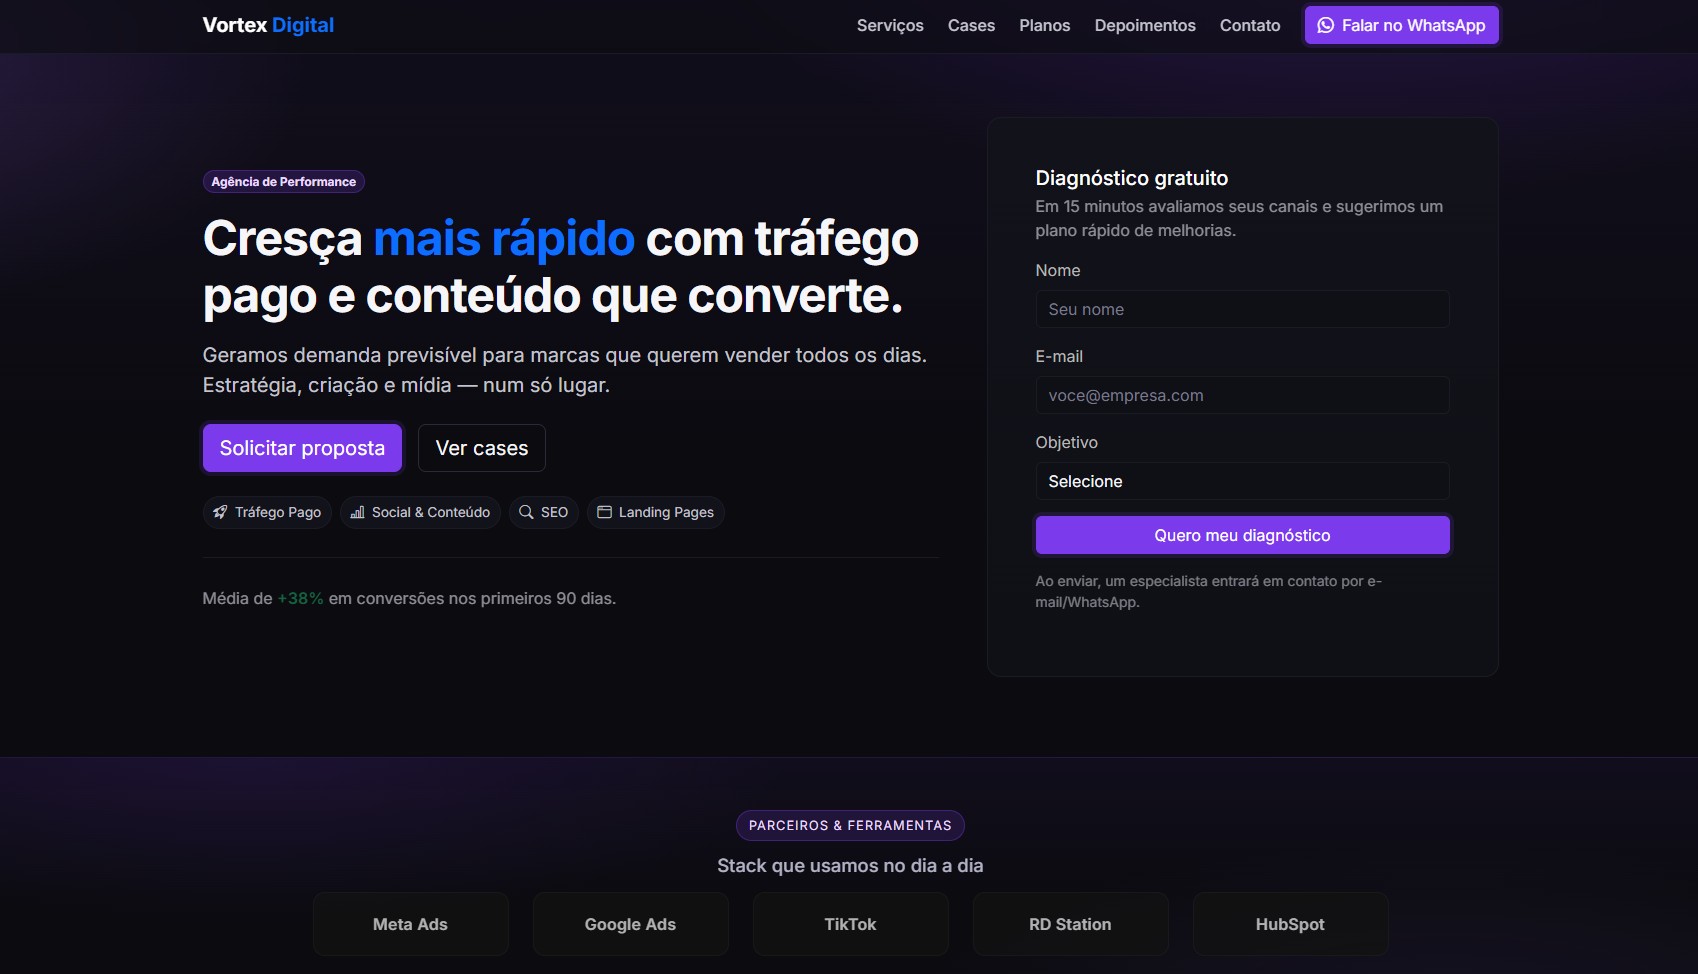 Vortex Digital
Serviços
Cases
Planos
Depoimentos
Contato
Falar no WhatsApp
Agência de Performance
Cresça mais rápido com tráfego
pago e conteúdo que converte.
Geramos demanda previsível para marcas que querem vender todos os dias.
Estratégia, criação e mídia — num só lugar.
Solicitar proposta
Ver cases
Tráfego Pago
Social & Conteúdo
SEO
Landing Pages
Média de +38% em conversões nos primeiros 90 dias.
Diagnóstico gratuito
Em 15 minutos avaliamos seus canais e sugerimos um
plano rápido de melhorias.
Nome
Seu nome
E-mail
voce@empresa.com
Objetivo
Selecione
Quero meu diagnóstico
Ao enviar, um especialista entrará em contato por e-
mail/WhatsApp.
PARCEIROS & FERRAMENTAS
Stack que usamos no dia a dia
Meta Ads
Google Ads
TikTok
RD Station
HubSpot